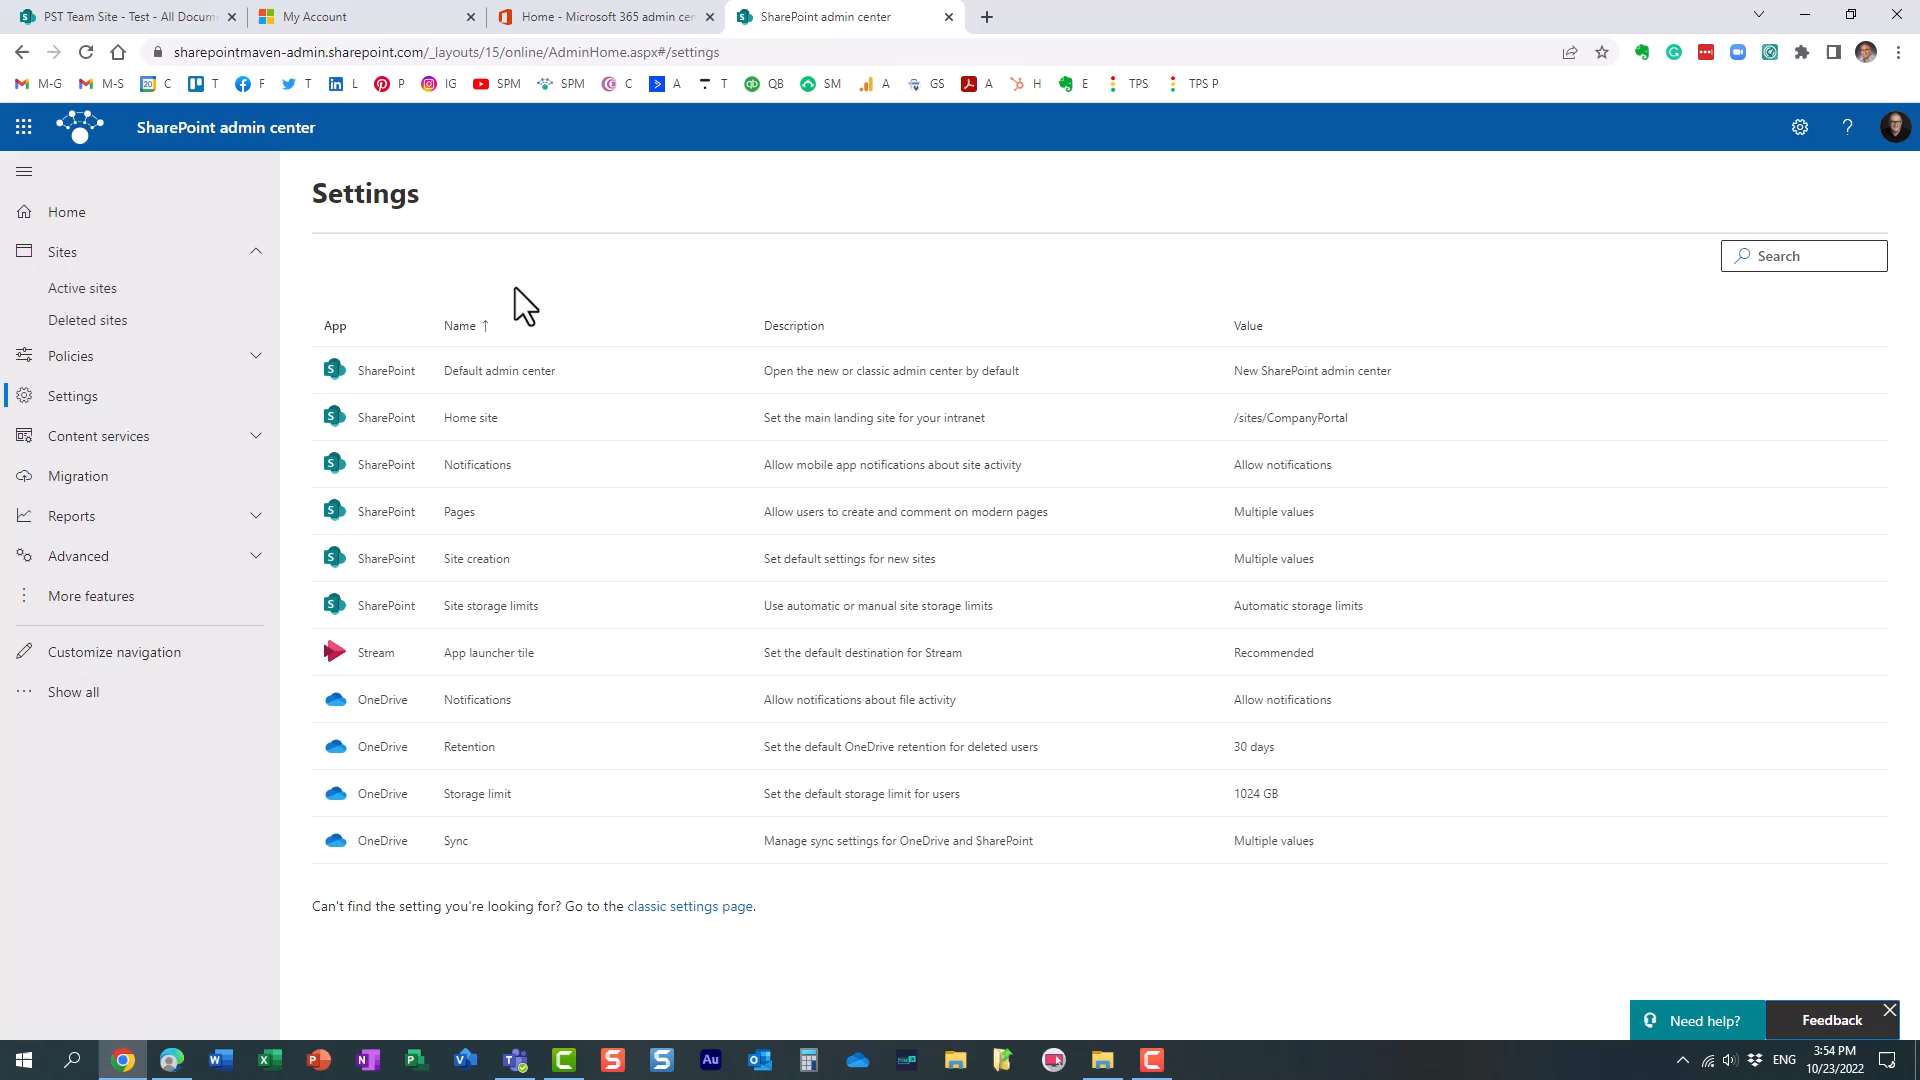 PST Team Site - Test - All Docum
My Account
Home - Microsoft 365 admin cen
SharePoint admin center
sharepointmaven-admin.sharepoint.com/_layouts/15/online/AdminHome.aspx#/settings
M-G M-S C T F T L P IG SPM SPM C A T QB SM A GS A H E TPS TPS P
SharePoint admin center
Home
Sites
Active sites
Deleted sites
Policies
Settings
Content services
Migration
Reports
Advanced
More features
Customize navigation
Show all
Settings
Search
App Name ↑ Description Value
SharePoint Default admin center Open the new or classic admin center by default New SharePoint admin center
SharePoint Home site Set the main landing site for your intranet /sites/CompanyPortal
SharePoint Notifications Allow mobile app notifications about site activity Allow notifications
SharePoint Pages Allow users to create and comment on modern pages Multiple values
SharePoint Site creation Set default settings for new sites Multiple values
SharePoint Site storage limits Use automatic or manual site storage limits Automatic storage limits
Stream App launcher tile Set the default destination for Stream Recommended
OneDrive Notifications Allow notifications about file activity Allow notifications
OneDrive Retention Set the default OneDrive retention for deleted users 30 days
OneDrive Storage limit Set the default storage limit for users 1024 GB
OneDrive Sync Manage sync settings for OneDrive and SharePoint Multiple values
Can't find the setting you're looking for? Go to the classic settings page.
Need help?
Feedback
ENG
3:54 PM
10/23/2022